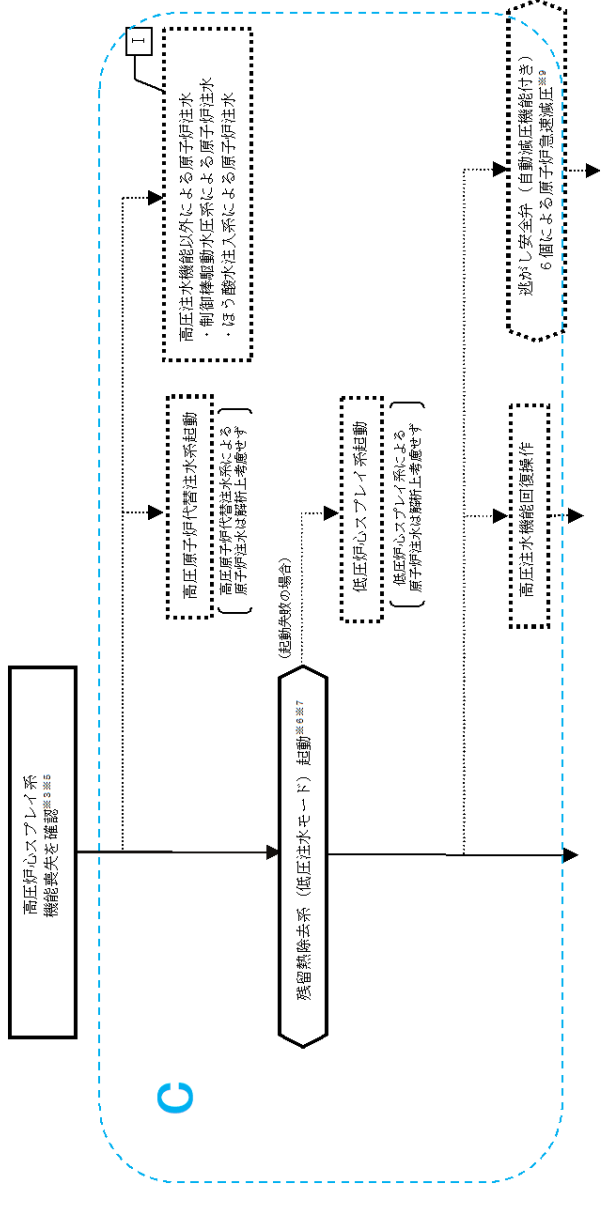 高圧炉心スプレイ系
機能喪失を確認※3※5
I
高圧注水機能以外による原子炉注水
・制御棒駆動水圧系による原子炉注水
・ほう酸水注入系による原子炉注水
高圧原子炉代替注水系起動
高圧原子炉代替注水系による
原子炉注水は解析上考慮せず
C
残留熱除去系(低圧注水モード) 起動※6※7
(起動失敗の場合)
低圧炉心スプレイ系起動
低圧炉心スプレイ系による
原子炉注水は解析上考慮せず
高圧注水機能回復操作
逃がし安全弁(自動減圧機能付き)
6個による原子炉急速減圧※9